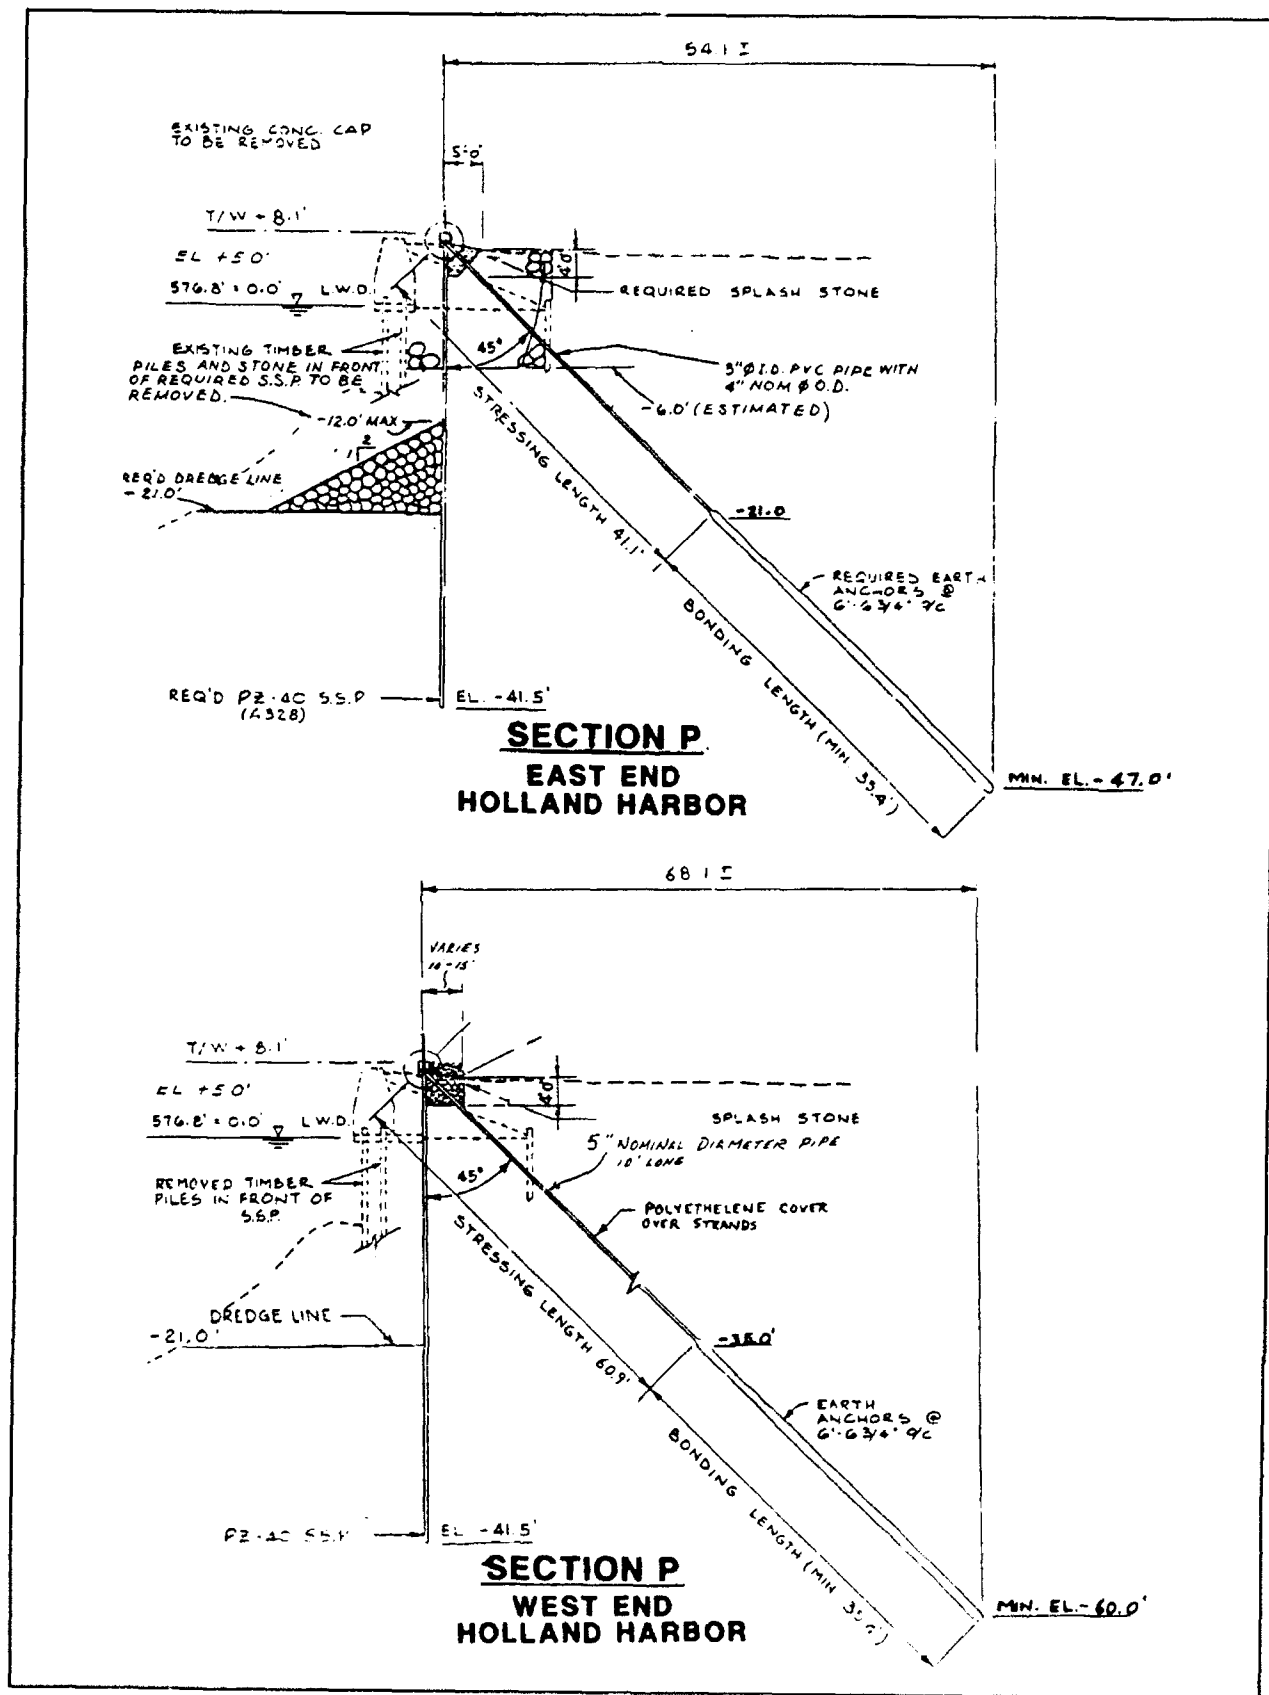 54.1 ±
EXISTING CONC. CAP
TO BE REMOVED
5'-0"
T/W + 8.1'
EL +5.0'
4'.0"
576.8' = 0.0' L.W.D.
REQUIRED SPLASH STONE
EXISTING TIMBER
PILES AND STONE IN FRONT
OF REQUIRED S.S.P. TO BE
REMOVED.
45°
3"Ø I.D. PVC PIPE WITH
4" NOM Ø O.D.
-6.0' (ESTIMATED)
-12.0' MAX
2
1
STRESSING LENGTH 41.1'
REQ'D DREDGE LINE
-21.0'
-21.0
REQUIRED EARTH
ANCHORS @
6'-6 3/4" O/C
BONDING LENGTH (MIN 35.4')
REQ'D PZ-40 S.S.P
(A328)
EL. -41.5'
SECTION P
EAST END
HOLLAND HARBOR
MIN. EL. - 47.0'
68.1 ±
VARIES
10-15'
T/W + 8.1'
EL +5.0'
4'.0"
576.8' = 0.0' L.W.D.
SPLASH STONE
5" NOMINAL DIAMETER PIPE
10' LONG
REMOVED TIMBER
PILES IN FRONT OF
S.S.P.
45°
POLYETHELENE COVER
OVER STRANDS
STRESSING LENGTH 60.9'
DREDGE LINE
-21.0'
-35.0'
EARTH
ANCHORS @
6'-6 3/4" O/C
BONDING LENGTH (MIN
PZ-40 S.S.P
EL -41.5'
SECTION P
WEST END
HOLLAND HARBOR
MIN. EL. - 60.0'